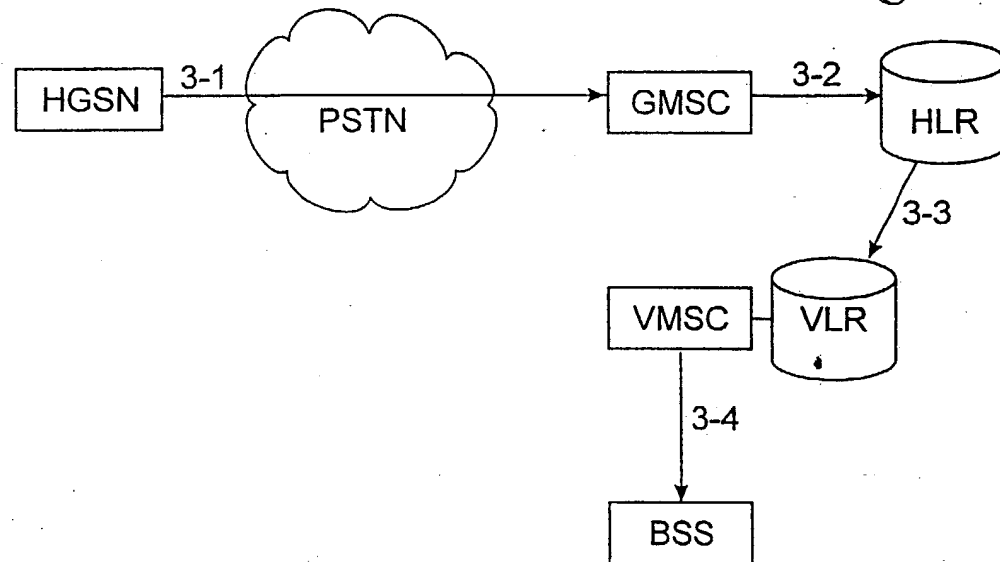 HGSN
3-1
PSTN
GMSC
3-2
HLR
3-3
VMSC
VLR
3-4
BSS